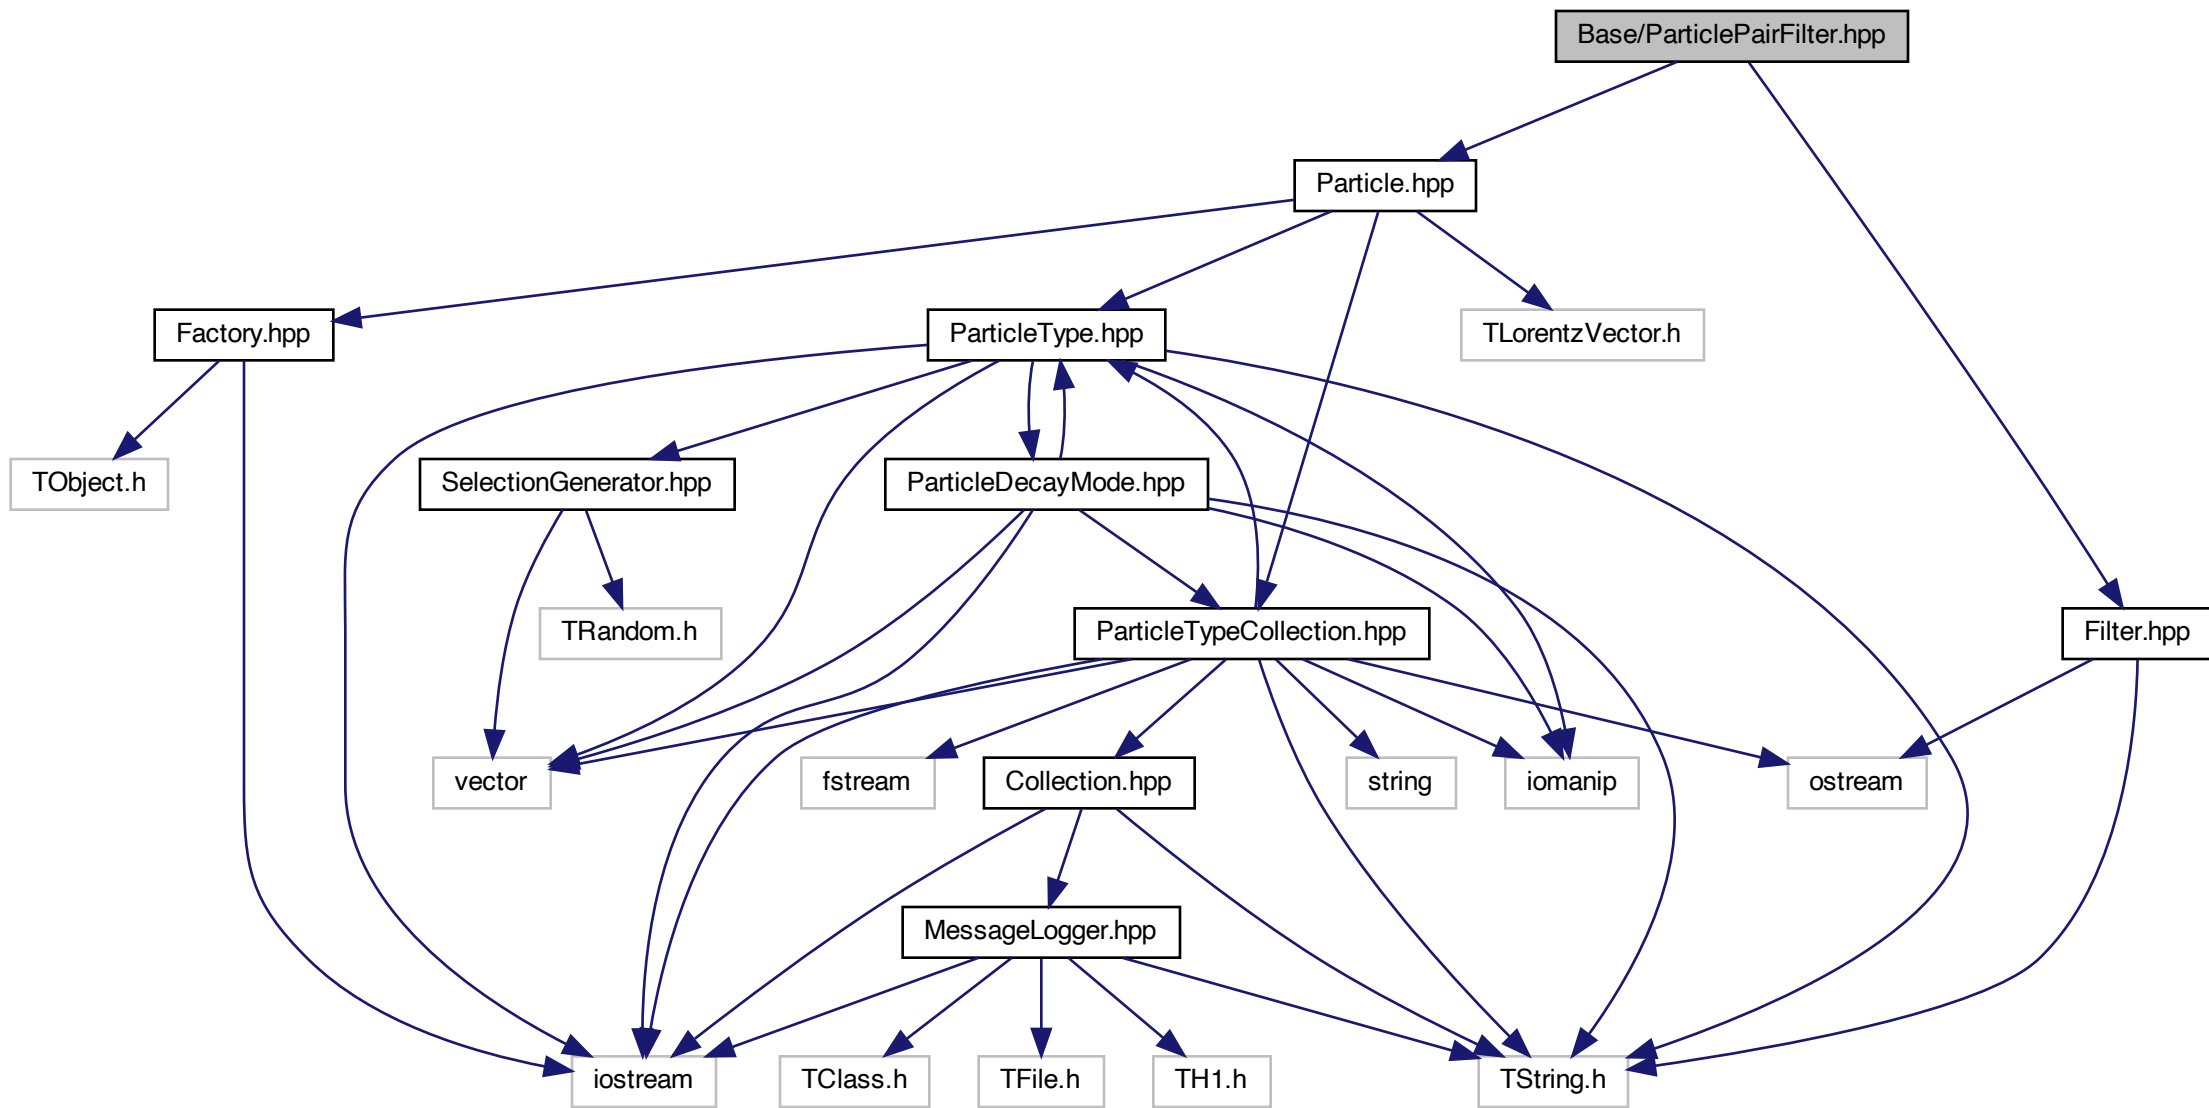 Base/ParticlePairFilter.hpp
Particle.hpp
Factory.hpp
ParticleType.hpp
TLorentzVector.h
TObject.h
SelectionGenerator.hpp
ParticleDecayMode.hpp
TRandom.h
ParticleTypeCollection.hpp
Filter.hpp
vector
fstream
Collection.hpp
string
iomanip
ostream
MessageLogger.hpp
iostream
TClass.h
TFile.h
TH1.h
TString.h